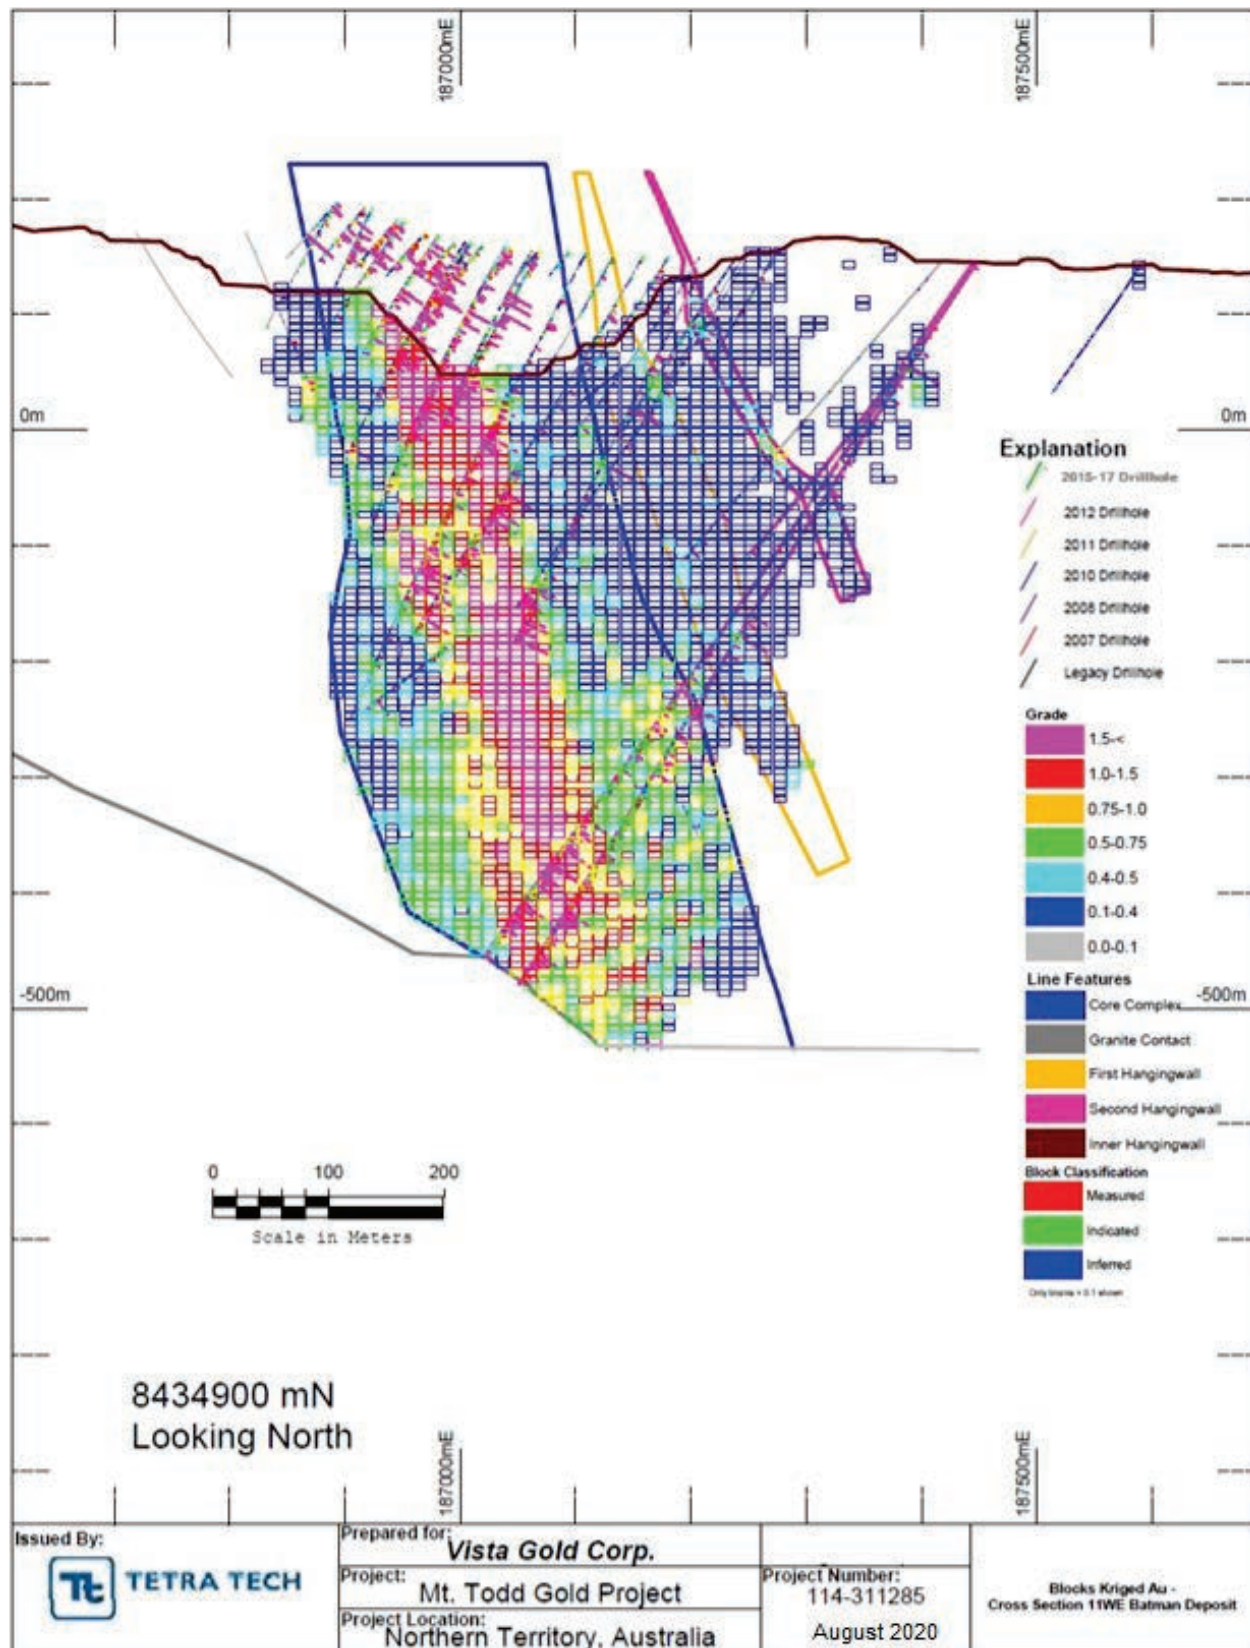 187000mE
187500mE
0m
0m
Explanation
2015-17 Drillhole
2012 Drillhole
2011 Drillhole
2010 Drillhole
2008 Drillhole
2007 Drillhole
Legacy Drillhole
Grade
1.5-<
1.0-1.5
0.75-1.0
0.5-0.75
0.4-0.5
0.1-0.4
0.0-0.1
Line Features
-500m
-500m
Core Complex
Granite Contact
First Hangingwall
Second Hangingwall
Inner Hangingwall
Block Classification
Measured
Indicated
Inferred
0 100 200
Scale in Meters
8434900 mN
Looking North
187000mE
187500mE
Issued By:
Tt TETRA TECH
Prepared for:
Vista Gold Corp.
Project:
Mt. Todd Gold Project
Project Location:
Northern Territory, Australia
Project Number:
114-311285
August 2020
Blocks Kriged Au -
Cross Section 11WE Batman Deposit